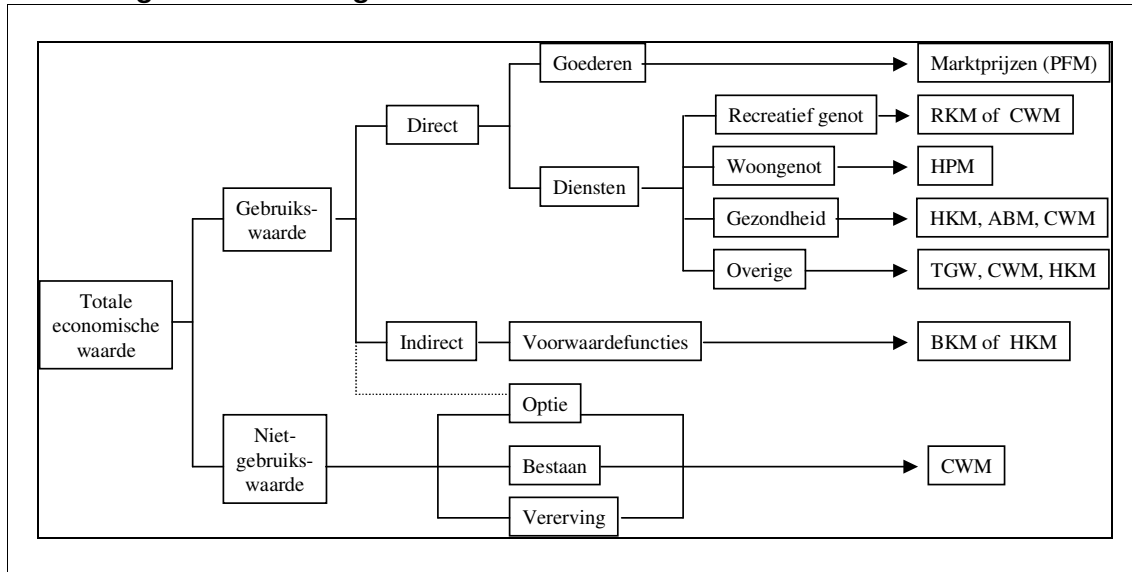 Goederen
Marktprijzen (PFM)
Direct
Recreatief genot
RKM of CWM
Diensten
Woongenot
HPM
Gebruiks-
waarde
Gezondheid
HKM, ABM, CWM
Overige
TGW, CWM, HKM
Totale
economische
waarde
Indirect
Voorwaardefuncties
BKM of HKM
Optie
Niet-
gebruiks-
waarde
Bestaan
CWM
Vererving